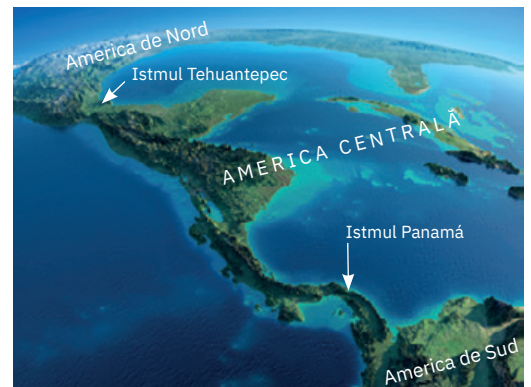 America de Nord
Istmul Tehuantepec
AMERICA CENTRALĂ
Istmul Panamá
America de Sud